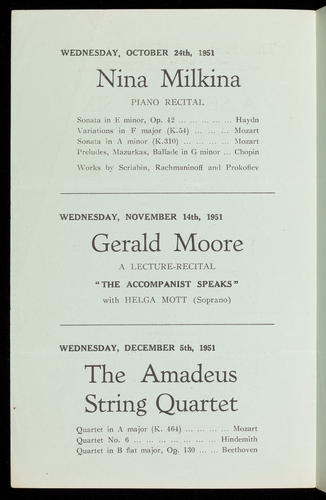 WEDNESDAY, OCTOBER 24th, 1951
Nina Milkina
PIANO RECITAL
Sonata in E minor, Op. 42 ... ... ... ... Haydn
Variations in F major (K.54) ... ... ... Mozart
Sonata in A minor (K.310) ... ... ... ... Mozart
Preludes, Mazurkas, Ballade in G minor ... Chopin
Works by Scriabin, Rachmaninoff and Prokofiev
WEDNESDAY, NOVEMBER 14th, 1951
Gerald Moore
A LECTURE-RECITAL
"THE ACCOMPANIST SPEAKS"
with HELGA MOTT (Soprano)
WEDNESDAY, DECEMBER 5th, 1951
The Amadeus
String Quartet
Quartet in A major (K. 464) ... ... ... ... Mozart
Quartet No. 6 ... ... ... ... ... ... ... Hindemith
Quartet in B flat major, Op. 130 ... ... Beethoven